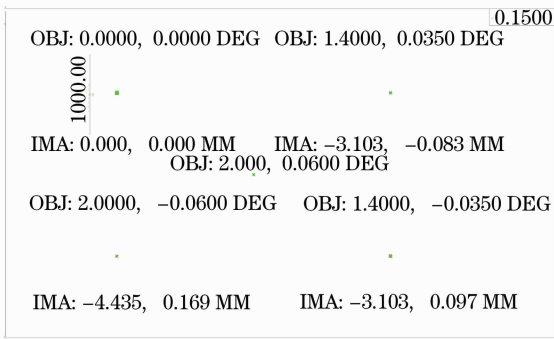 0.1500
OBJ: 0.0000, 0.0000 DEG OBJ: 1.4000, 0.0350 DEG
1000.00
IMA: 0.000, 0.000 MM IMA: −3.103, −0.083 MM
OBJ: 2.000, 0.0600 DEG
OBJ: 2.0000, −0.0600 DEG OBJ: 1.4000, −0.0350 DEG
IMA: −4.435, 0.169 MM IMA: −3.103, 0.097 MM